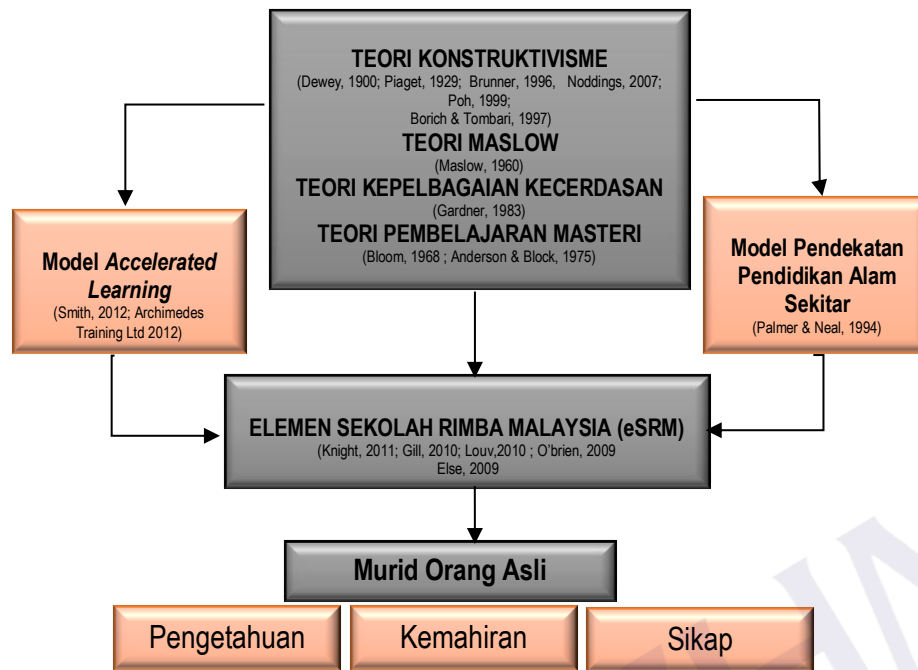 TEORI KONSTRUKTIVISME
(Dewey, 1900; Piaget, 1929; Brunner, 1996, Noddings, 2007;
Poh, 1999;
Borich & Tombari, 1997)
TEORI MASLOW
(Maslow, 1960)
TEORI KEPELBAGAIAN KECERDASAN
(Gardner, 1983)
TEORI PEMBELAJARAN MASTERI
(Bloom, 1968 ; Anderson & Block, 1975)
Model Accelerated
Learning
(Smith, 2012; Archimedes
Training Ltd 2012)
Model Pendekatan
Pendidikan Alam
Sekitar
(Palmer & Neal, 1994)
ELEMEN SEKOLAH RIMBA MALAYSIA (eSRM)
(Knight, 2011; Gill, 2010; Louv,2010 ; O'brien, 2009
Else, 2009
Murid Orang Asli
Pengetahuan
Kemahiran
Sikap